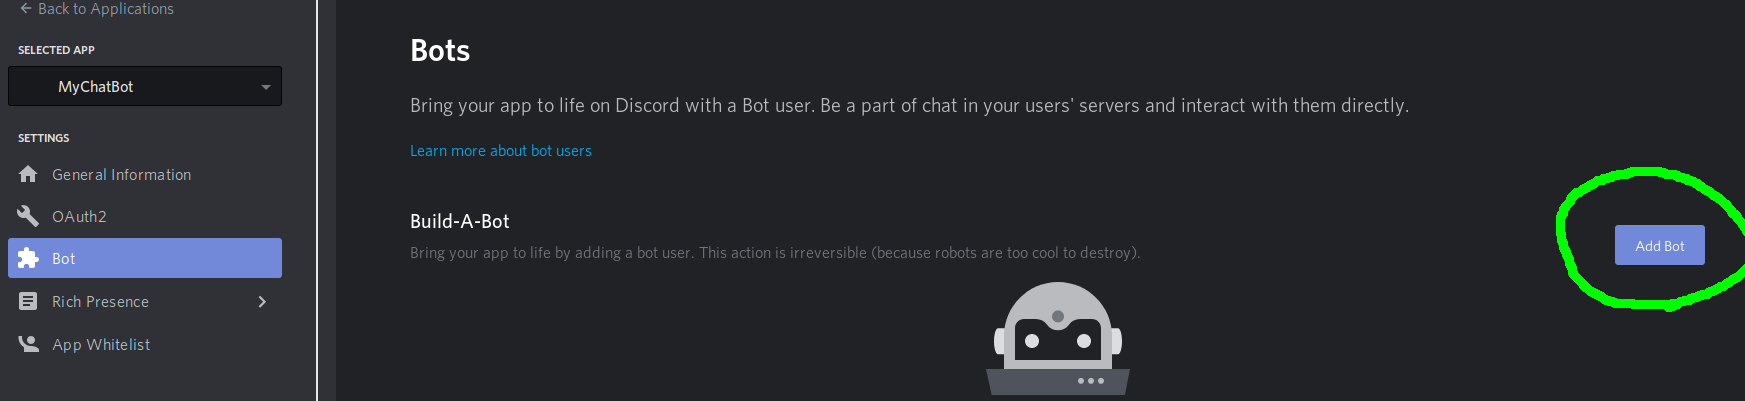 Back to Applications
SELECTED APP
MyChatBot
SETTINGS
General Information
OAuth2
Bot
Rich Presence
App Whitelist
Bots
Bring your app to life on Discord with a Bot user. Be a part of chat in your users' servers and interact with them directly.
Learn more about bot users
Build-A-Bot
Bring your app to life by adding a bot user. This action is irreversible (because robots are too cool to destroy).
Add Bot